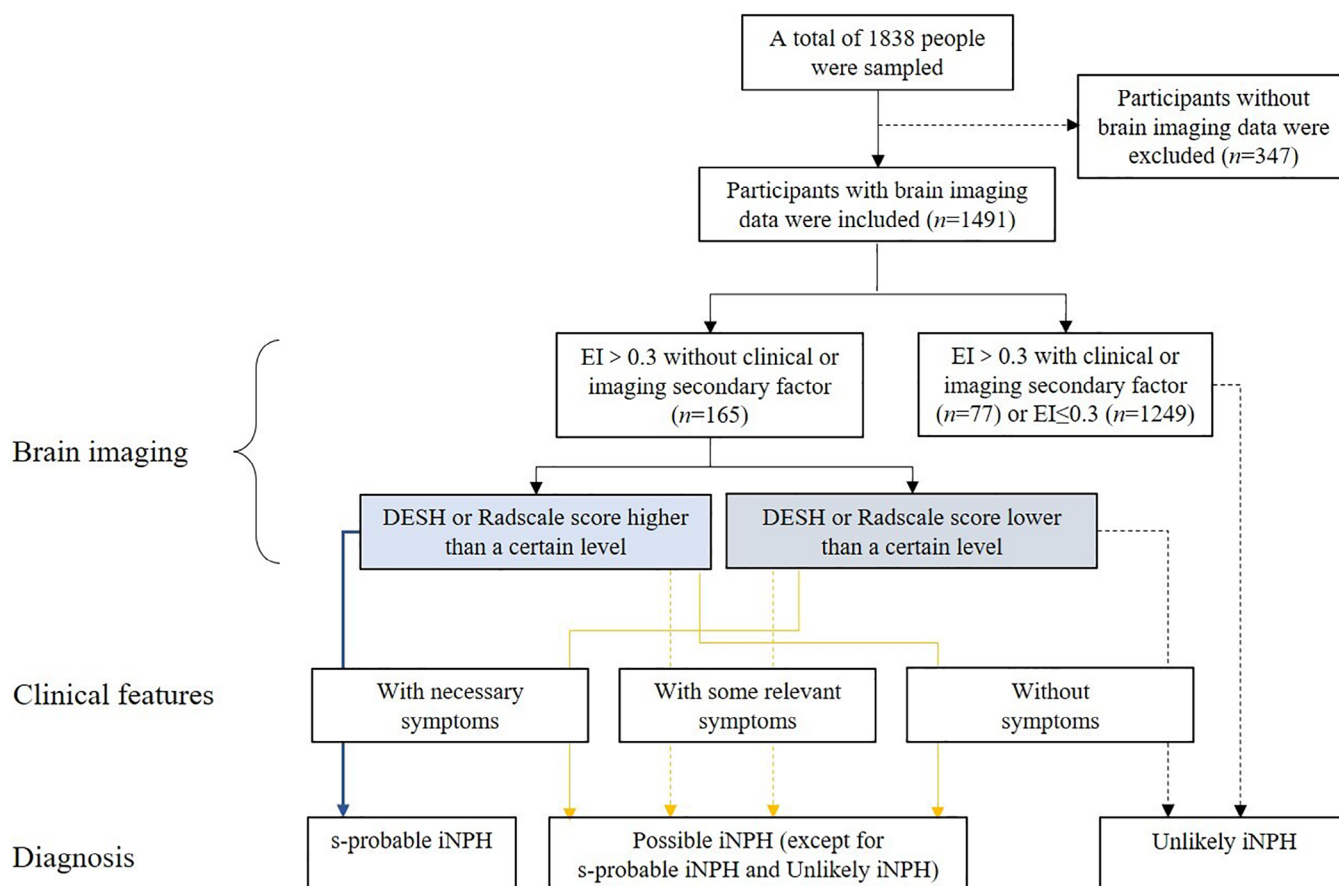 A total of 1838 people
were sampled
Participants without
brain imaging data were
excluded (n=347)
Participants with brain imaging
data were included (n=1491)
Brain imaging
EI > 0.3 without clinical or
imaging secondary factor
(n=165)
EI > 0.3 with clinical or
imaging secondary factor
(n=77) or EI≤0.3 (n=1249)
DESH or Radscale score higher
than a certain level
DESH or Radscale score lower
than a certain level
Clinical features
With necessary
symptoms
With some relevant
symptoms
Without
symptoms
Diagnosis
s-probable iNPH
Possible iNPH (except for
s-probable iNPH and Unlikely iNPH)
Unlikely iNPH